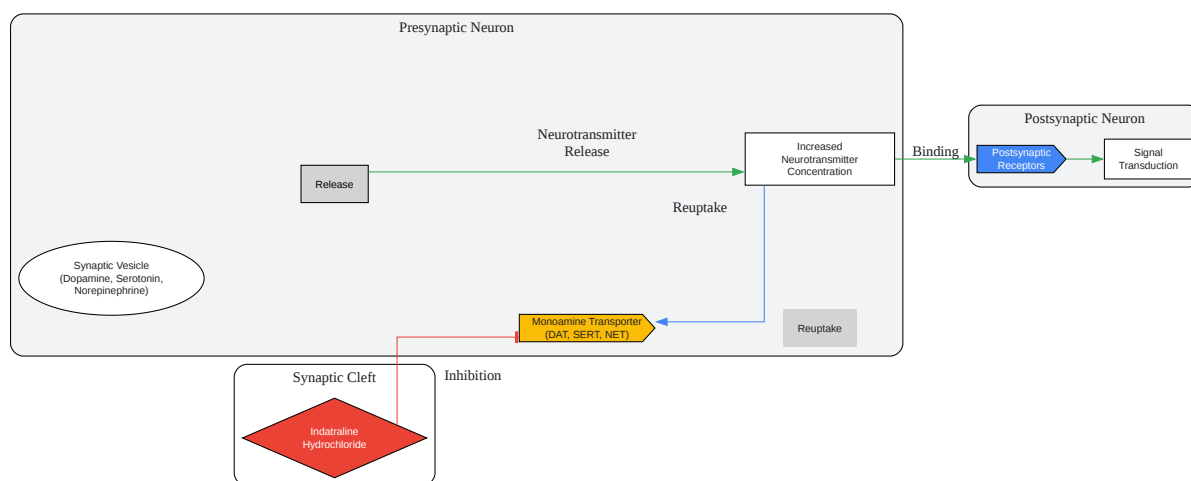 Presynaptic Neuron
Postsynaptic Neuron
Neurotransmitter
Release
Increased
Neurotransmitter
Concentration
Binding
Postsynaptic
Receptors
Signal
Transduction
Release
Reuptake
Synaptic Vesicle
(Dopamine, Serotonin,
Norepinephrine)
Monoamine Transporter
(DAT, SERT, NET)
Reuptake
Synaptic Cleft
Inhibition
Indatraline
Hydrochloride